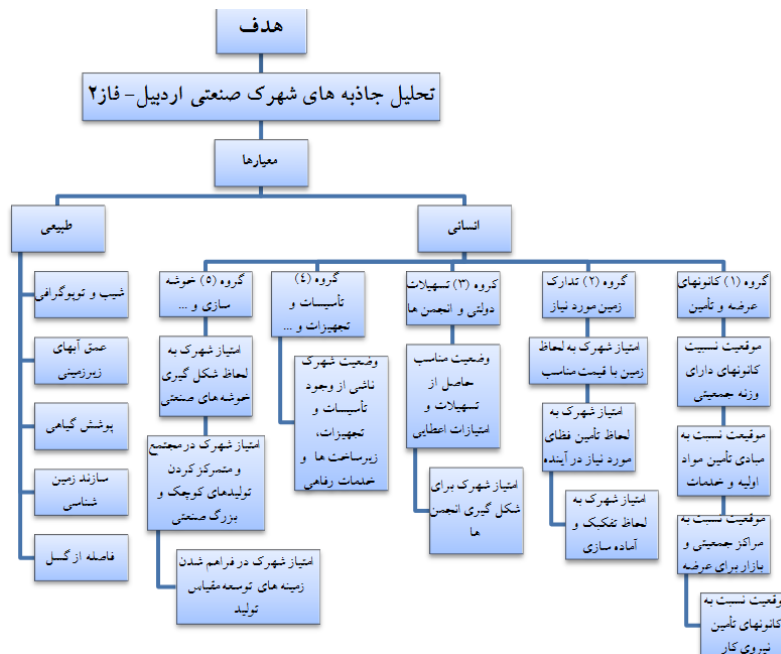 هدف
تحلیل جاذبه های شهرک صنعتی اردبیل- فاز۲
معیارها
انسانی
طبیعی
گروه (۱) کانونهای
عرضه و تأمین
موقعیت نسبیت
کانونهای دارای
وزنه جمعیتی
موقیعت نسبت به
مبادی تأمین مواد
اولیه و خدمات
موقعیت نسبت به
مراکز جمعیتی و
بازار برای عرضه
موقعیت نسبت به
کانونهای تأمین
نیروی کار
گروه (۲) تدارک
زمین مورد نیاز
امتیاز شهرک به لحاظ
زمین با قیمت مناسب
امتیاز شهرک به
لحاظ تأمین فظای
مورد نیاز در آینده
امتیاز شهرک به
لحاظ تفکیک و
آماده سازی
گروه (۳) تسهیلات
دولتی و انجمن ها
وضعیت مناسب
حاصل از
تسهیلات و
امتیازات اعطایی
امتیاز شهرک برای
شکل گیری انجمن
ها
گروه (٤)
تأسیسات و
تجهیزات و ...
وضعیت شهرک
ناشی از وجود
تأسیسات و
تجهیزات،
زیرساخت ها و
خدمات رفاهی
گروه (٥) خوشه
سازی و ...
امتیاز شهرک به
لحاظ شکل گیری
خوشه های صنعتی
امتیاز شهرک در مجتمع
و متمرکز کردن
تولیدهای کوچک و
بزرگ صنعتی
امتیاز شهرک در فراهم شدن
زمینه های توسعه مقیاس
تولید
شیب و توپوگرافی
عمق آبهای
زیرزمینی
پوشش گیاهی
سازند زمین
شناسی
فاصله از گسل